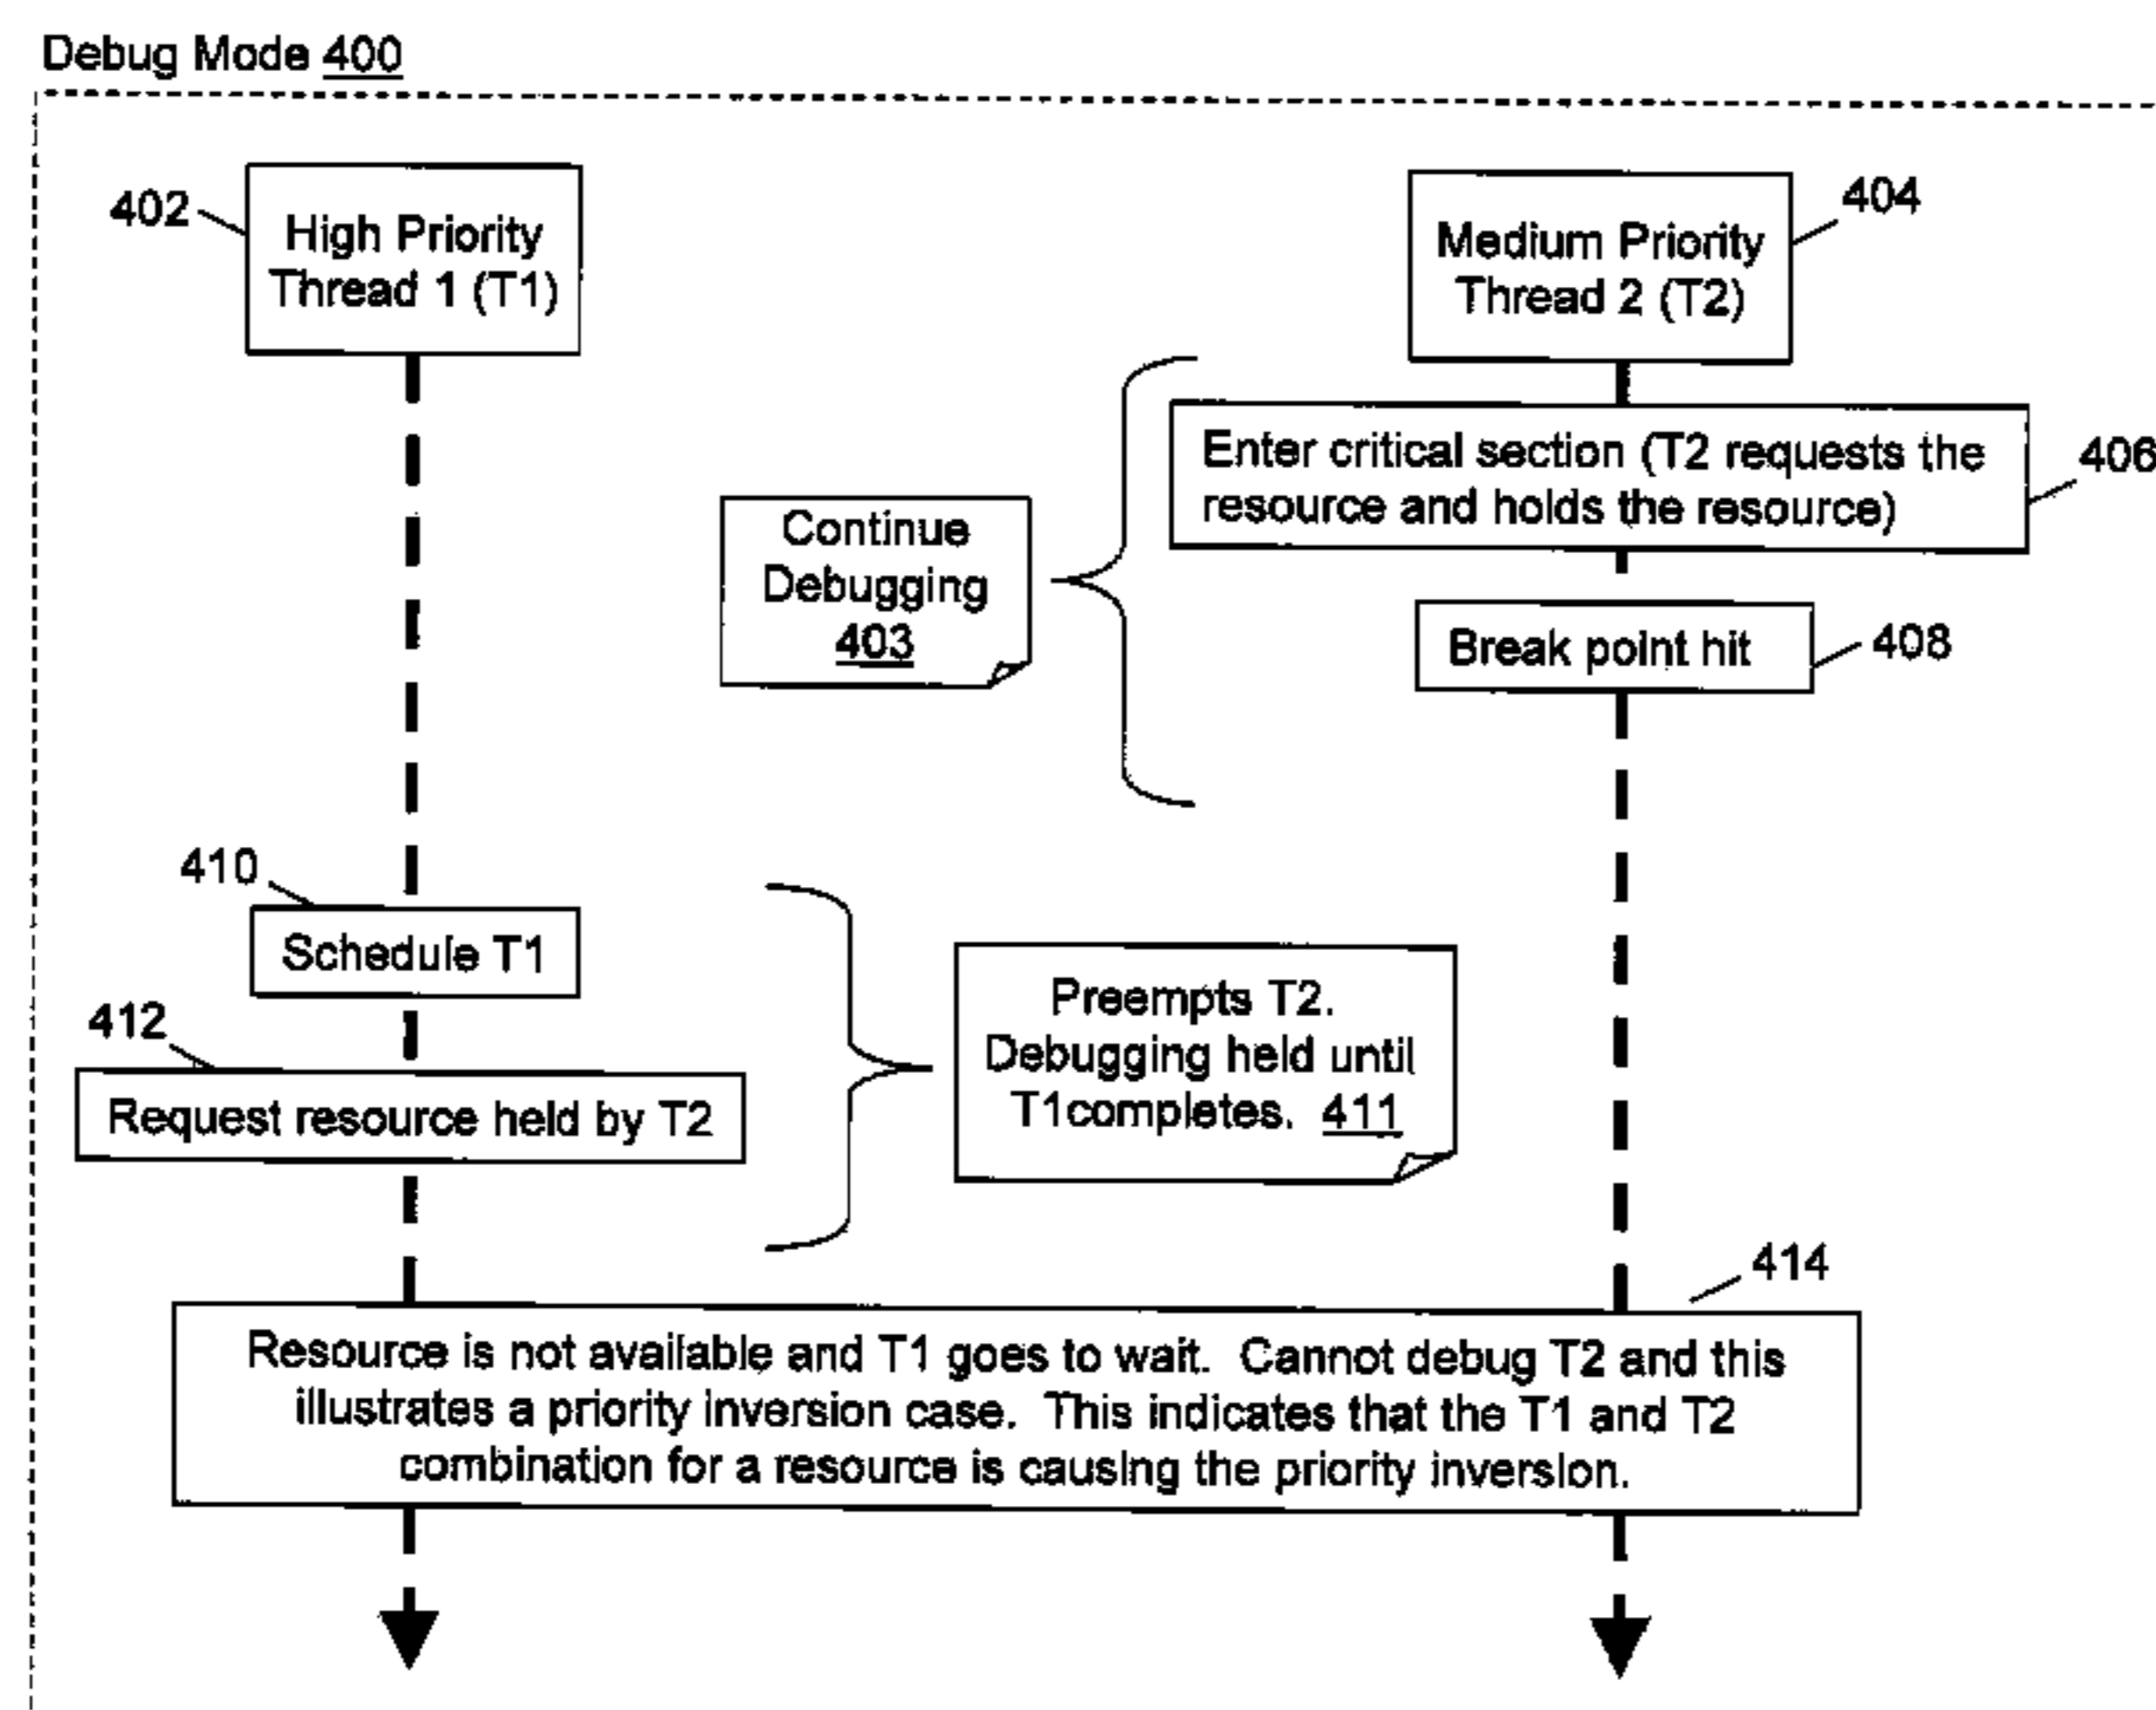 Debug Mode 400
402
High Priority
Thread 1 (T1)
Medium Priority
Thread 2 (T2)
404
Enter critical section (T2 requests the
resource and holds the resource)
406
Continue
Debugging
403
Break point hit
408
410
Schedule T1
412
Request resource held by T2
Preempts T2.
Debugging held until
T1completes. 411
414
Resource is not available and T1 goes to wait. Cannot debug T2 and this
illustrates a priority inversion case. This indicates that the T1 and T2
combination for a resource is causing the priority inversion.